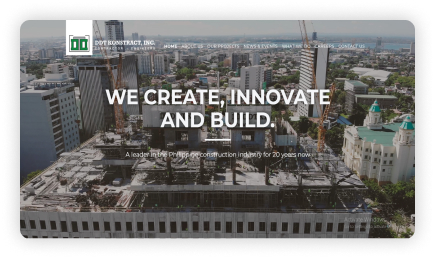 DDT KONSTRACT, INC.
CONTRACTOR & ENGINEERS
HOME ABOUT US OUR PROJECTS NEWS & EVENTS WHAT WE DO CAREERS CONTACT US
WE CREATE, INNOVATE
AND BUILD.
A leader in the Philippine construction industry for 20 years now